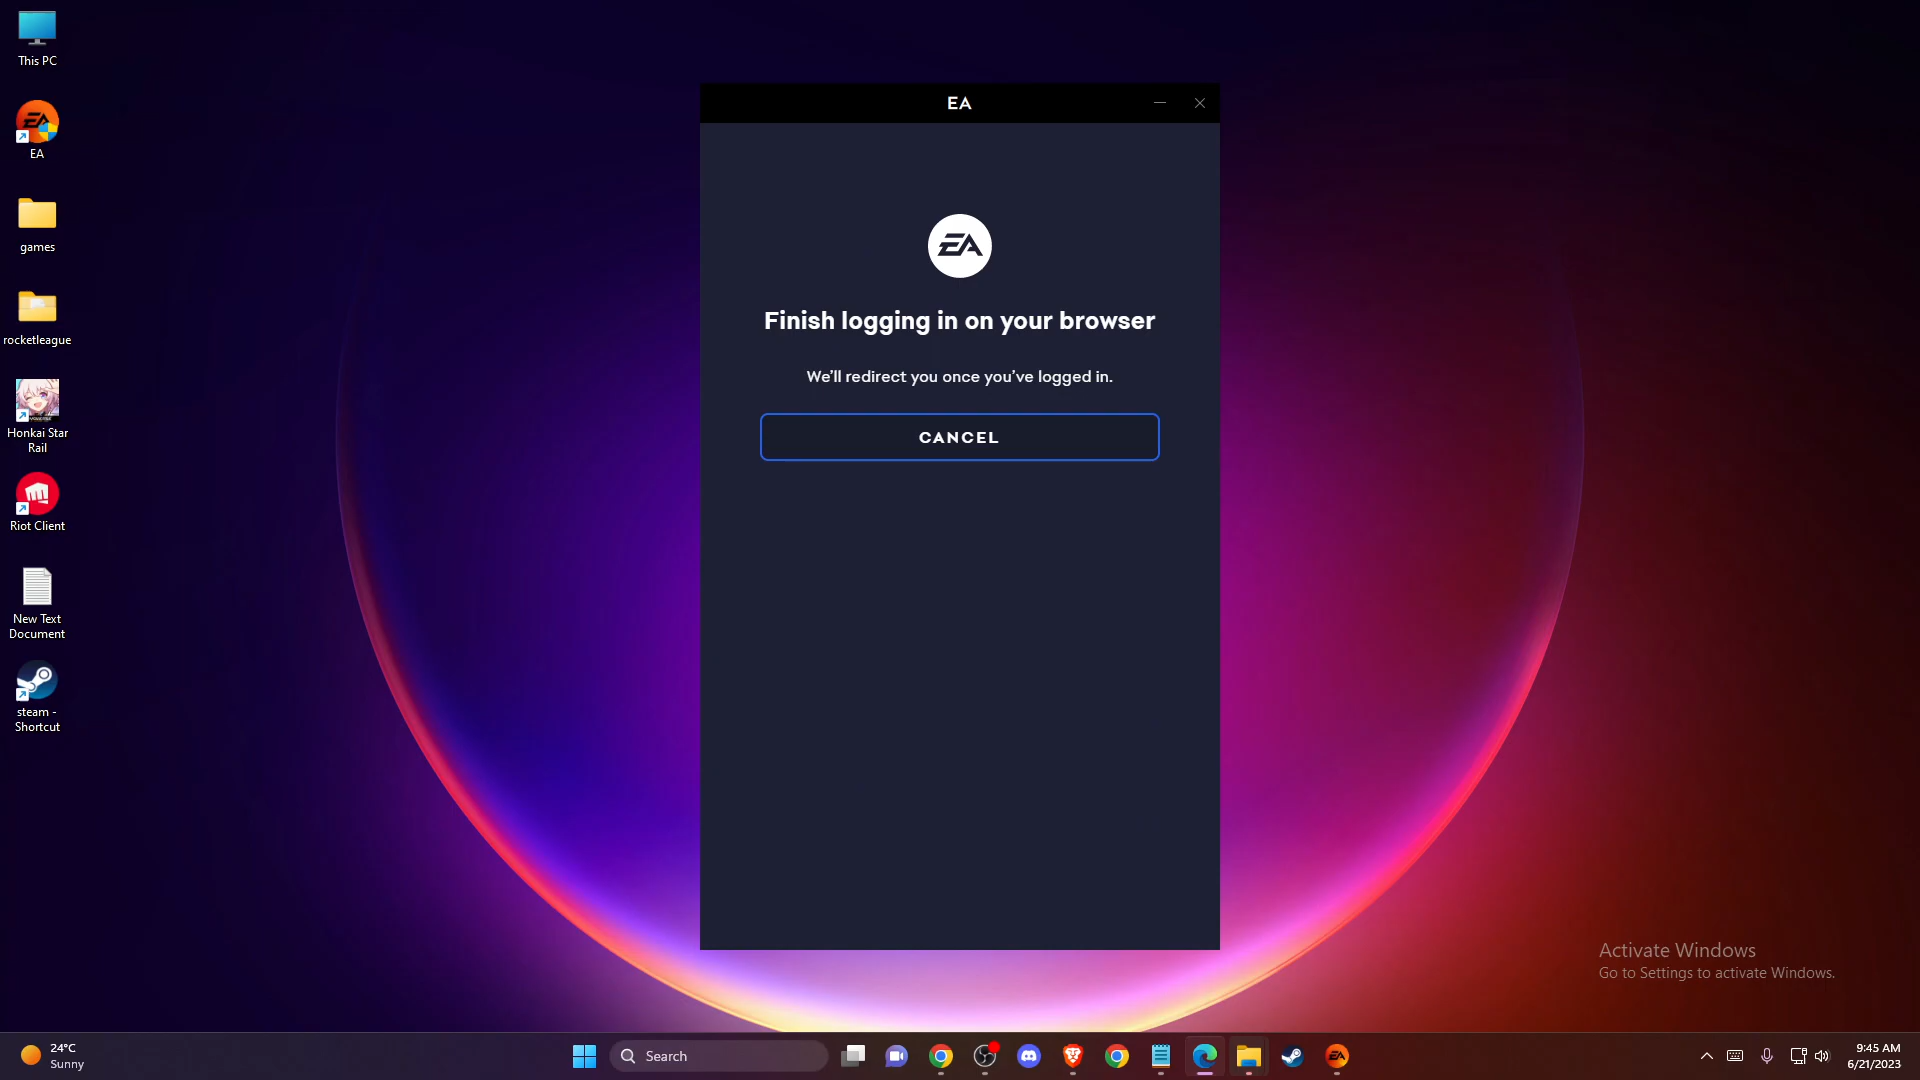 This PC
EA
games
rocketleague
Honkai Star
Rail
Riot Client
New Text
Document
steam -
Shortcut
EA
EA
Finish logging in on your browser
We'll redirect you once you've logged in.
CANCEL
Activate Windows
Go to Settings to activate Windows.
24°C
Sunny
Search
9:45 AM
6/21/2023